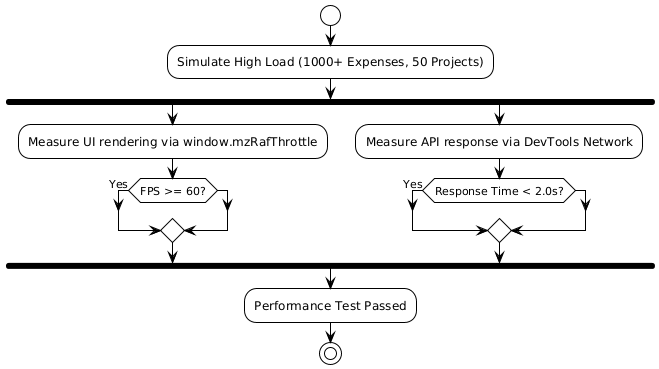 Simulate High Load (1000+ Expenses, 50 Projects)
Measure UI rendering via window.mzRafThrottle
Measure API response via DevTools Network
Yes
FPS >= 60?
Yes
Response Time < 2.0s?
Performance Test Passed